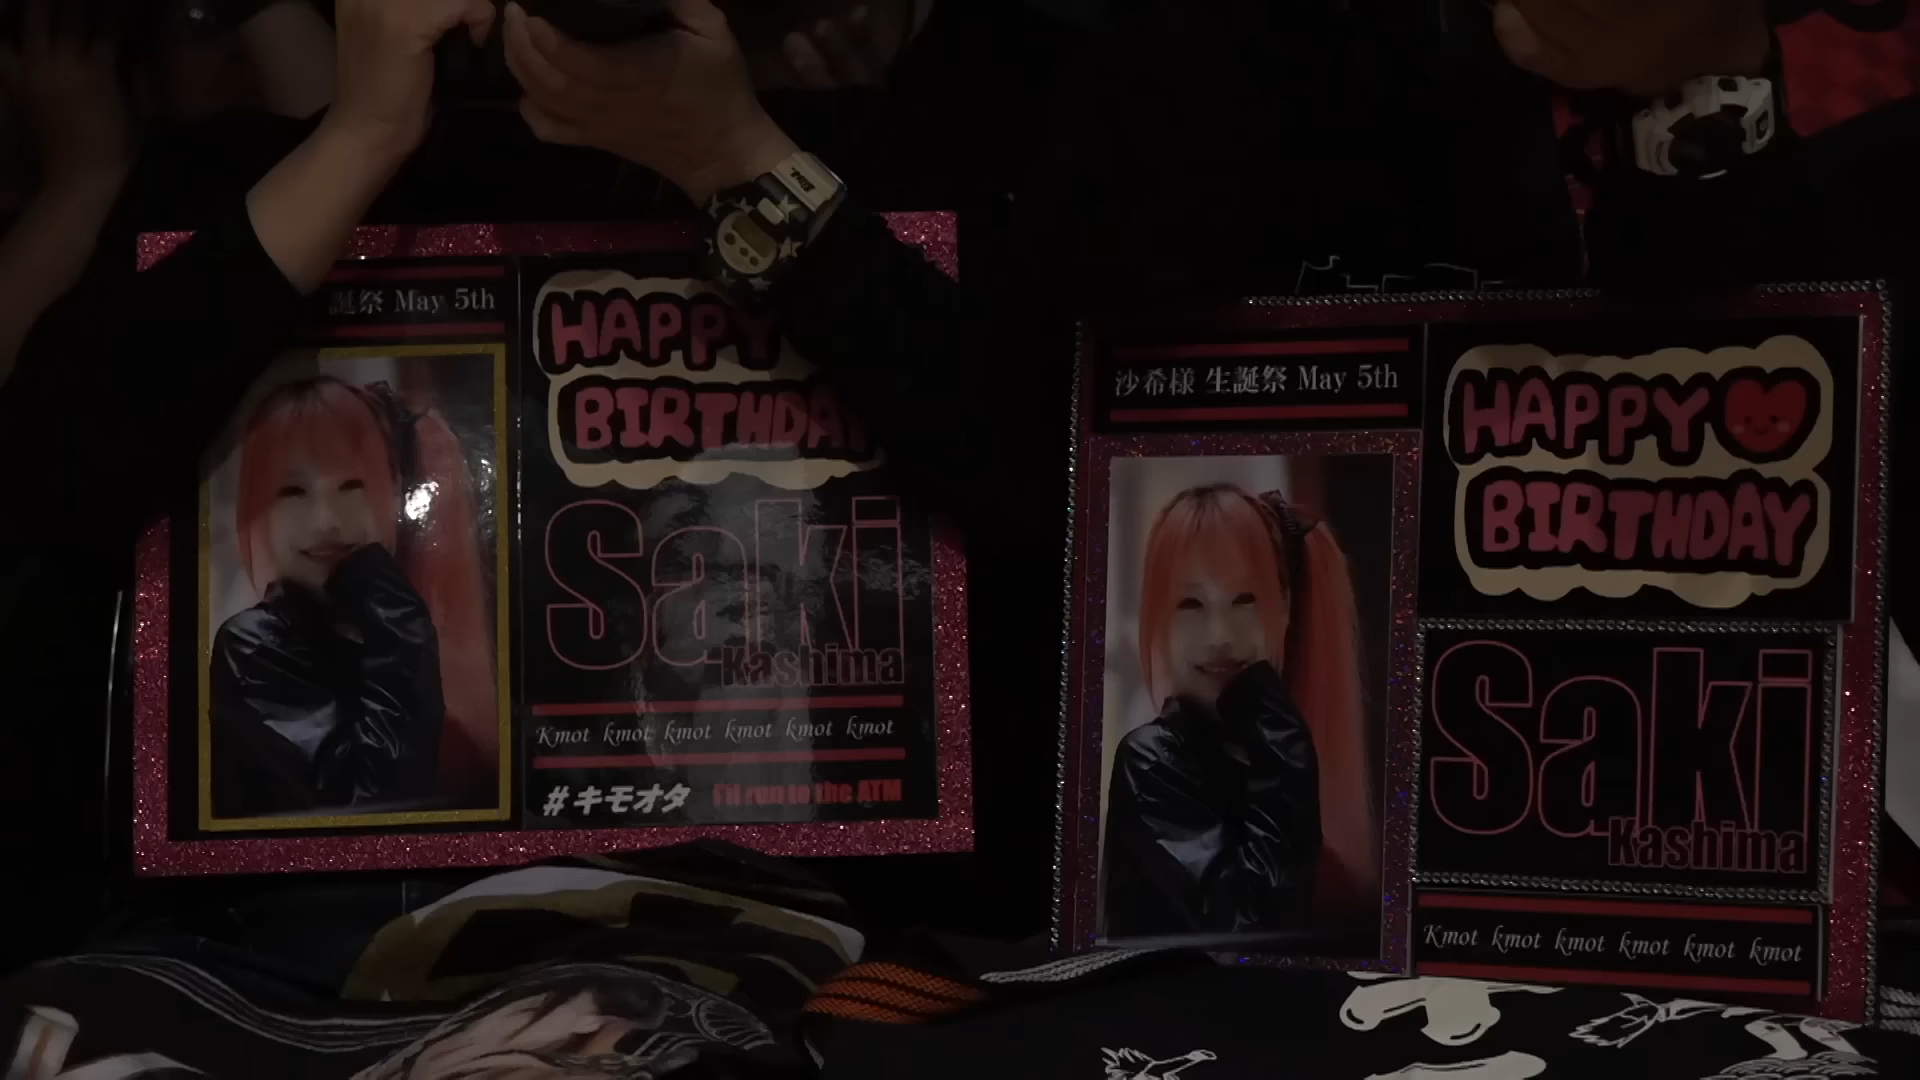 誕祭 May 5th
HAPPY
BIRTHDAY
Saki
Kashima
Kmot kmot kmot kmot kmot kmot
#キモオタ I'll run to the ATM
沙希様 生誕祭 May 5th
HAPPY
BIRTHDAY
Saki
Kashima
Kmot kmot kmot kmot kmot kmot